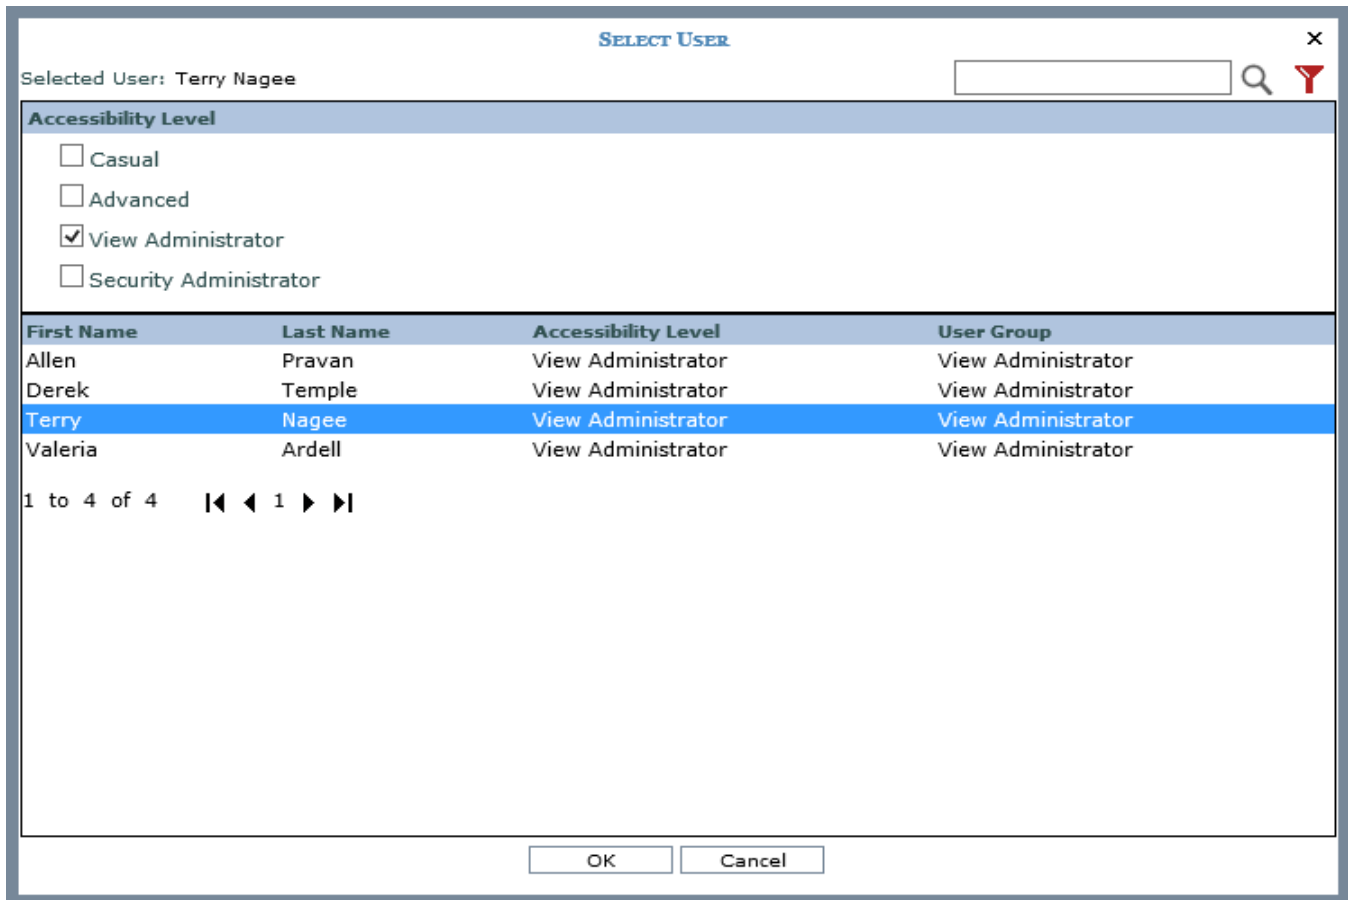 SELECT USER
Selected User: Terry Nagee
Accessibility Level
Casual
Advanced
View Administrator
Security Administrator
First Name Last Name Accessibility Level User Group
Allen Pravan View Administrator View Administrator
Derek Temple View Administrator View Administrator
Terry Nagee View Administrator View Administrator
Valeria Ardell View Administrator View Administrator
1 to 4 of 4 1
OK Cancel